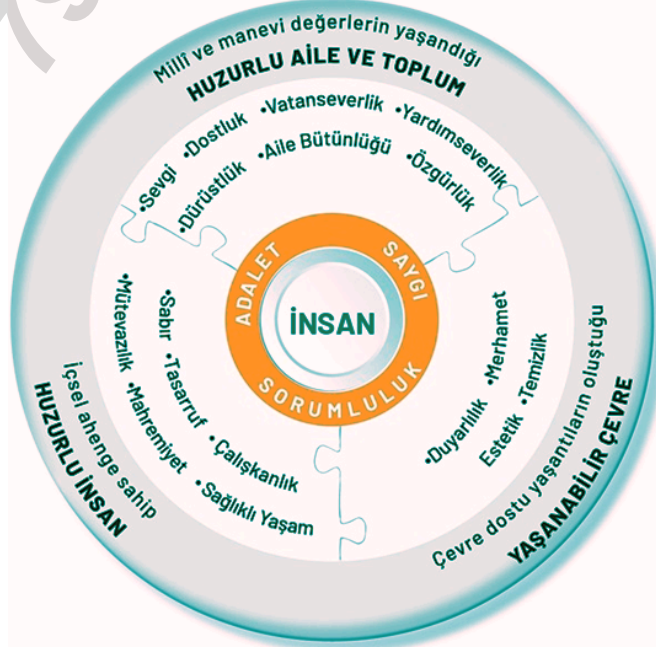 Millî ve manevi değerlerin yaşandığı
HUZURLU AİLE VE TOPLUM
•Sevgi •Dostluk •Vatanseverlik •Yardımseverlik
•Dürüstlük •Aile Bütünlüğü •Özgürlük
ADALET
SAYGI
SORUMLULUK
İNSAN
•Duyarlılık •Merhamet
Estetik •Temizlik
Çevre dostu yaşantıların oluştuğu
YAŞANABİLİR ÇEVRE
•Sabır •Tasarruf •Çalışkanlık
•Mütevazılık •Mahremiyet •Sağlıklı Yaşam
İçsel ahenge sahip
HUZURLU İNSAN